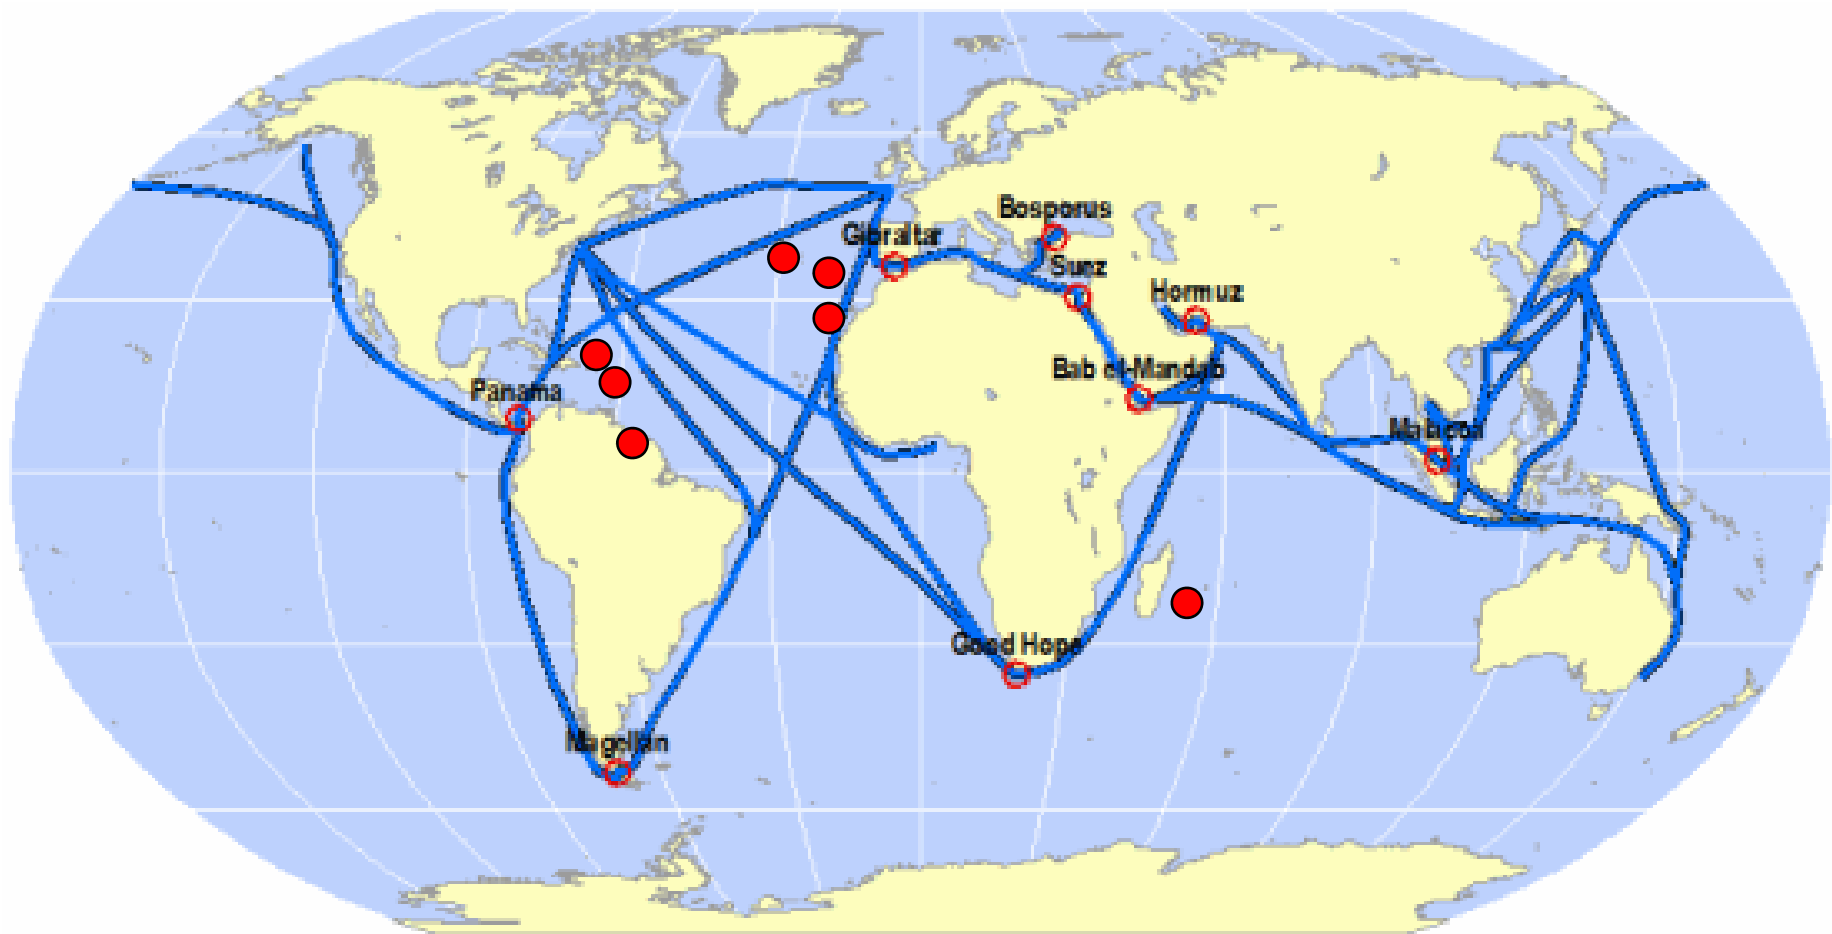 Bosporus
Gibraltar
Suez
Hormuz
Bab el-Mandab
Panama
Malacca
Good Hope
Magellan